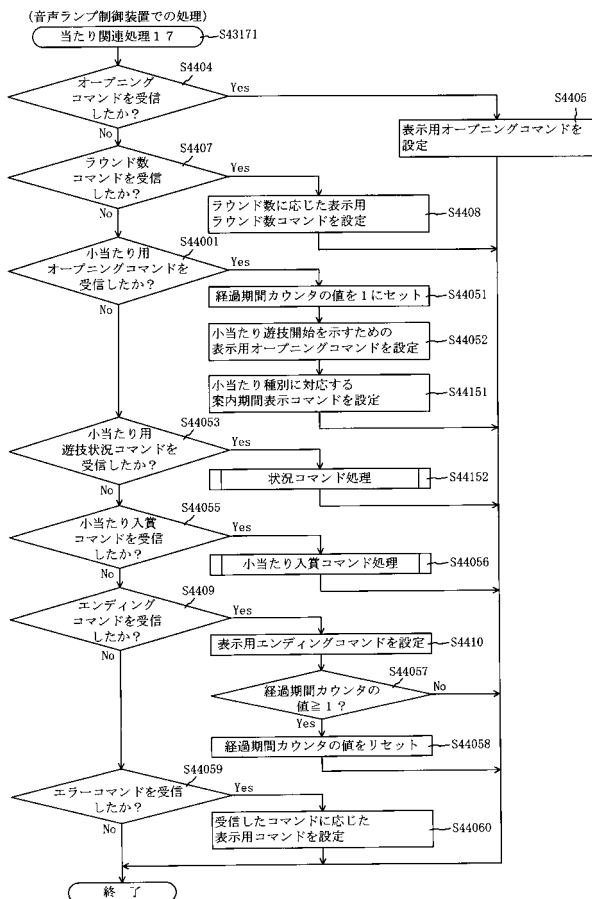 (音声ランプ制御装置での処理)
当たり関連処理17
S43171
S4404
オープニング
コマンドを受信
したか?
Yes
No
S4405
表示用オープニングコマンドを
設定
S4407
ラウンド数
コマンドを受信
したか?
Yes
No
ラウンド数に応じた表示用
ラウンド数コマンドを設定
S4408
S44001
小当たり用
オープニングコマンドを
受信したか?
Yes
No
経過期間カウンタの値を1にセット
S44051
小当たり遊技開始を示すための
表示用オープニングコマンドを設定
S44052
小当たり種別に対応する
案内期間表示コマンドを設定
S44151
S44053
小当たり用
遊技状況コマンドを
受信したか?
Yes
No
状況コマンド処理
S44152
S44055
小当たり入賞
コマンドを受信
したか?
Yes
No
小当たり入賞コマンド処理
S44056
S4409
エンディング
コマンドを受信
したか?
Yes
No
表示用エンディングコマンドを設定
S4410
S44057
経過期間カウンタの
値≧1?
No
Yes
経過期間カウンタの値をリセット
S44058
S44059
エラーコマンドを受信
したか?
Yes
No
受信したコマンドに応じた
表示用コマンドを設定
S44060
終 了